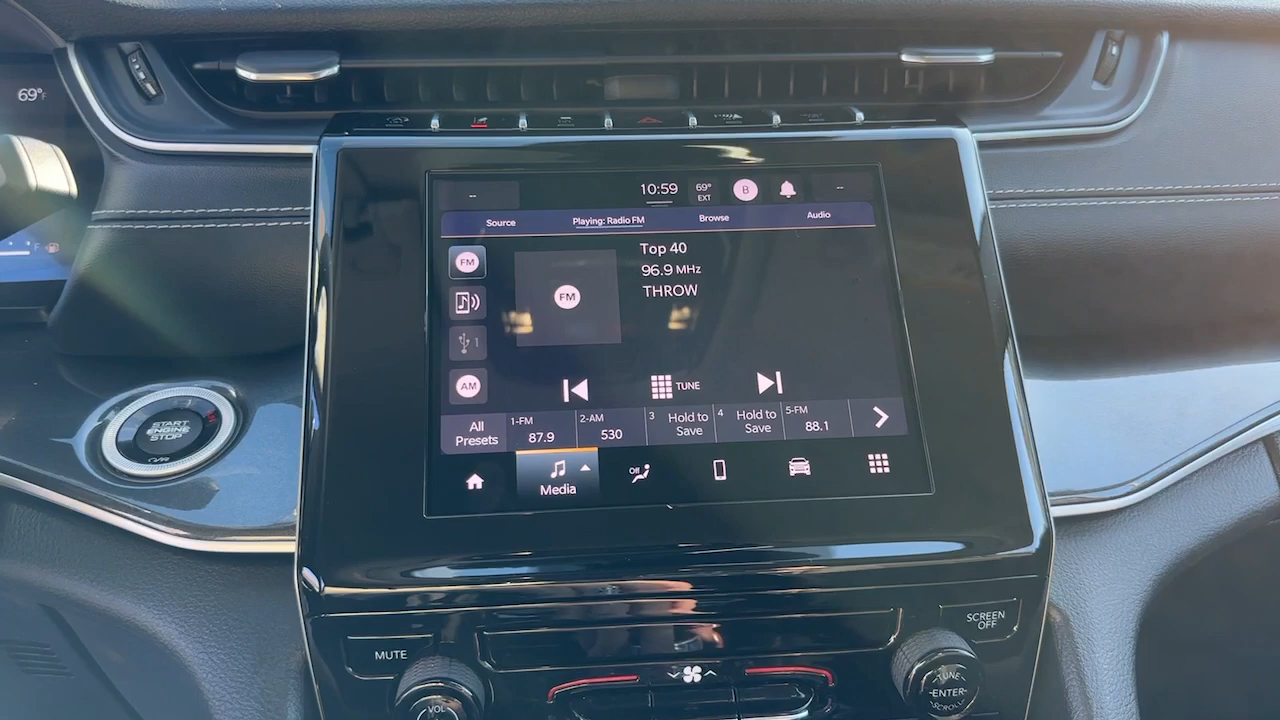 69°F
10:59
69°
EXT
B
--
--
Source
Playing: Radio FM
Browse
Audio
FM
FM
Top 40
96.9 MHz
THROW
1
AM
TUNE
All
Presets
1-FM
87.9
2-AM
530
3
Hold to
Save
4
Hold to
Save
5-FM
88.1
Off
Media
F
START
ENGINE
STOP
MUTE
VOL
SCREEN
OFF
TUNE
ENTER
SCROLL